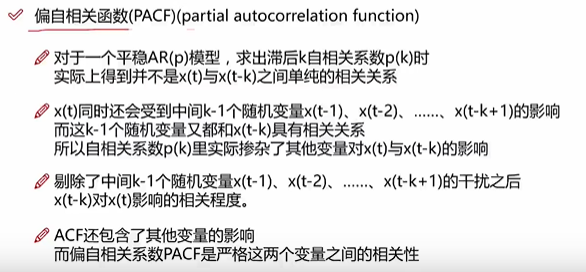 偏自相关函数(PACF)(partial autocorrelation function)
对于一个平稳AR(p)模型，求出滞后k自相关系数p(k)时
实际上得到并不是x(t)与x(t-k)之间单纯的相关关系
x(t)同时还会受到中间k-1个随机变量x(t-1)、x(t-2)、……、x(t-k+1)的影响
而这k-1个随机变量又都和x(t-k)具有相关关系
所以自相关系数p(k)里实际掺杂了其他变量对x(t)与x(t-k)的影响
剔除了中间k-1个随机变量x(t-1)、x(t-2)、……、x(t-k+1)的干扰之后
x(t-k)对x(t)影响的相关程度。
ACF还包含了其他变量的影响
而偏自相关系数PACF是严格这两个变量之间的相关性